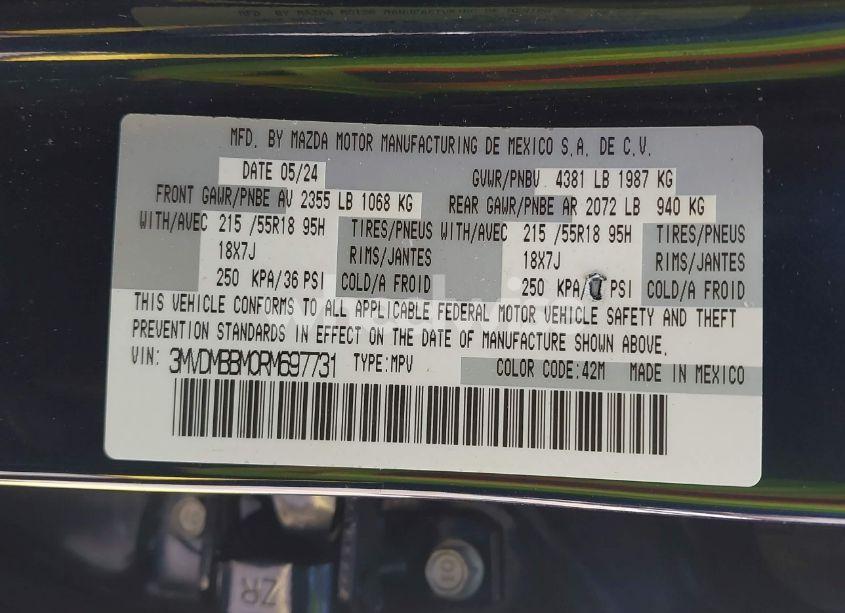 MFD. BY MAZDA MOTOR MANUFACTURING DE MEXICO S.A. DE C.V.
DATE 05/24 GVWR/PNBV 4381 LB 1987 KG
FRONT GAWR/PNBE AV 2355 LB 1068 KG REAR GAWR/PNBE AR 2072 LB 940 KG
WITH/AVEC 215 /55R18 95H TIRES/PNEUS WITH/AVEC 215 /55R18 95H TIRES/PNEUS
18X7J RIMS/JANTES 18X7J RIMS/JANTES
250 KPA/36 PSI COLD/A FROID 250 KPA/ PSI COLD/A FROID
THIS VEHICLE CONFORMS TO ALL APPLICABLE FEDERAL MOTOR VEHICLE SAFETY AND THEFT
PREVENTION STANDARDS IN EFFECT ON THE DATE OF MANUFACTURE SHOWN ABOVE.
VIN: 3MVDMBBM0RM697731 TYPE:MPV COLOR CODE:42M MADE IN MEXICO
ZR